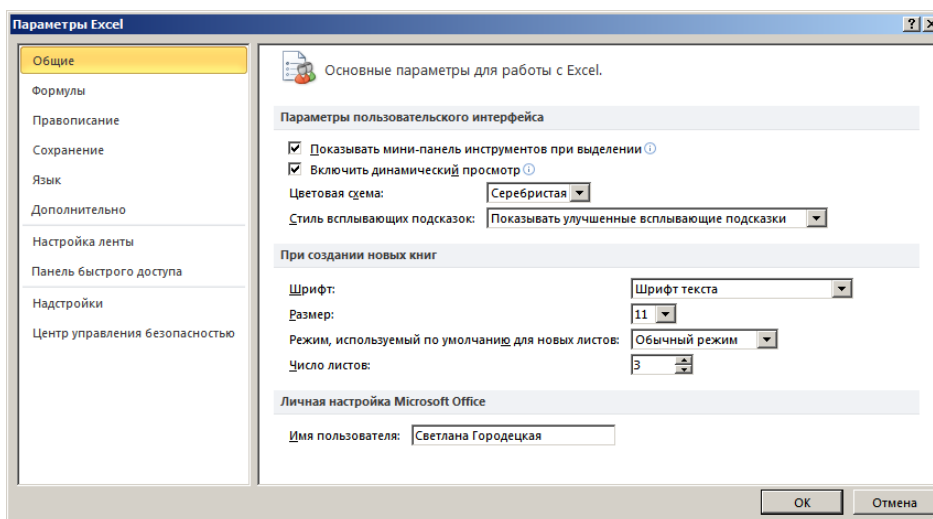 Параметры Excel
Общие
Формулы
Правописание
Сохранение
Язык
Дополнительно
Настройка ленты
Панель быстрого доступа
Надстройки
Центр управления безопасностью
Основные параметры для работы с Excel.
Параметры пользовательского интерфейса
Показывать мини-панель инструментов при выделении
Включить динамический просмотр
Цветовая схема: Серебристая
Стиль всплывающих подсказок: Показывать улучшенные всплывающие подсказки
При создании новых книг
Шрифт: Шрифт текста
Размер: 11
Режим, используемый по умолчанию для новых листов: Обычный режим
Число листов: 3
Личная настройка Microsoft Office
Имя пользователя: Светлана Городецкая
ОК Отмена